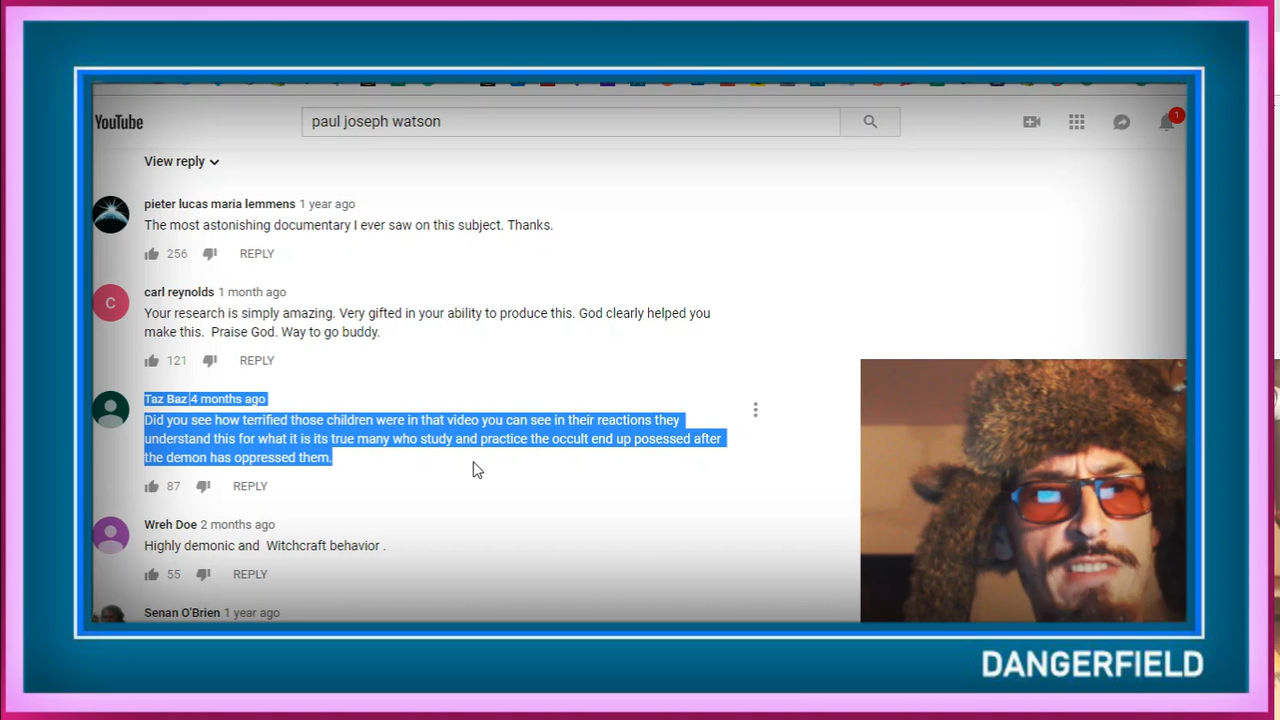 YouTube
paul joseph watson
1
View reply
pieter lucas maria lemmens 1 year ago
The most astonishing documentary I ever saw on this subject. Thanks.
256 REPLY
C
carl reynolds 1 month ago
Your research is simply amazing. Very gifted in your ability to produce this. God clearly helped you
make this. Praise God. Way to go buddy.
121 REPLY
Taz Baz 4 months ago
Did you see how terrified those children were in that video you can see in their reactions they
understand this for what it is its true many who study and practice the occult end up posessed after
the demon has oppressed them.
87 REPLY
Wreh Doe 2 months ago
Highly demonic and Witchcraft behavior .
55 REPLY
Senan O'Brien 1 year ago
DANGERFIELD